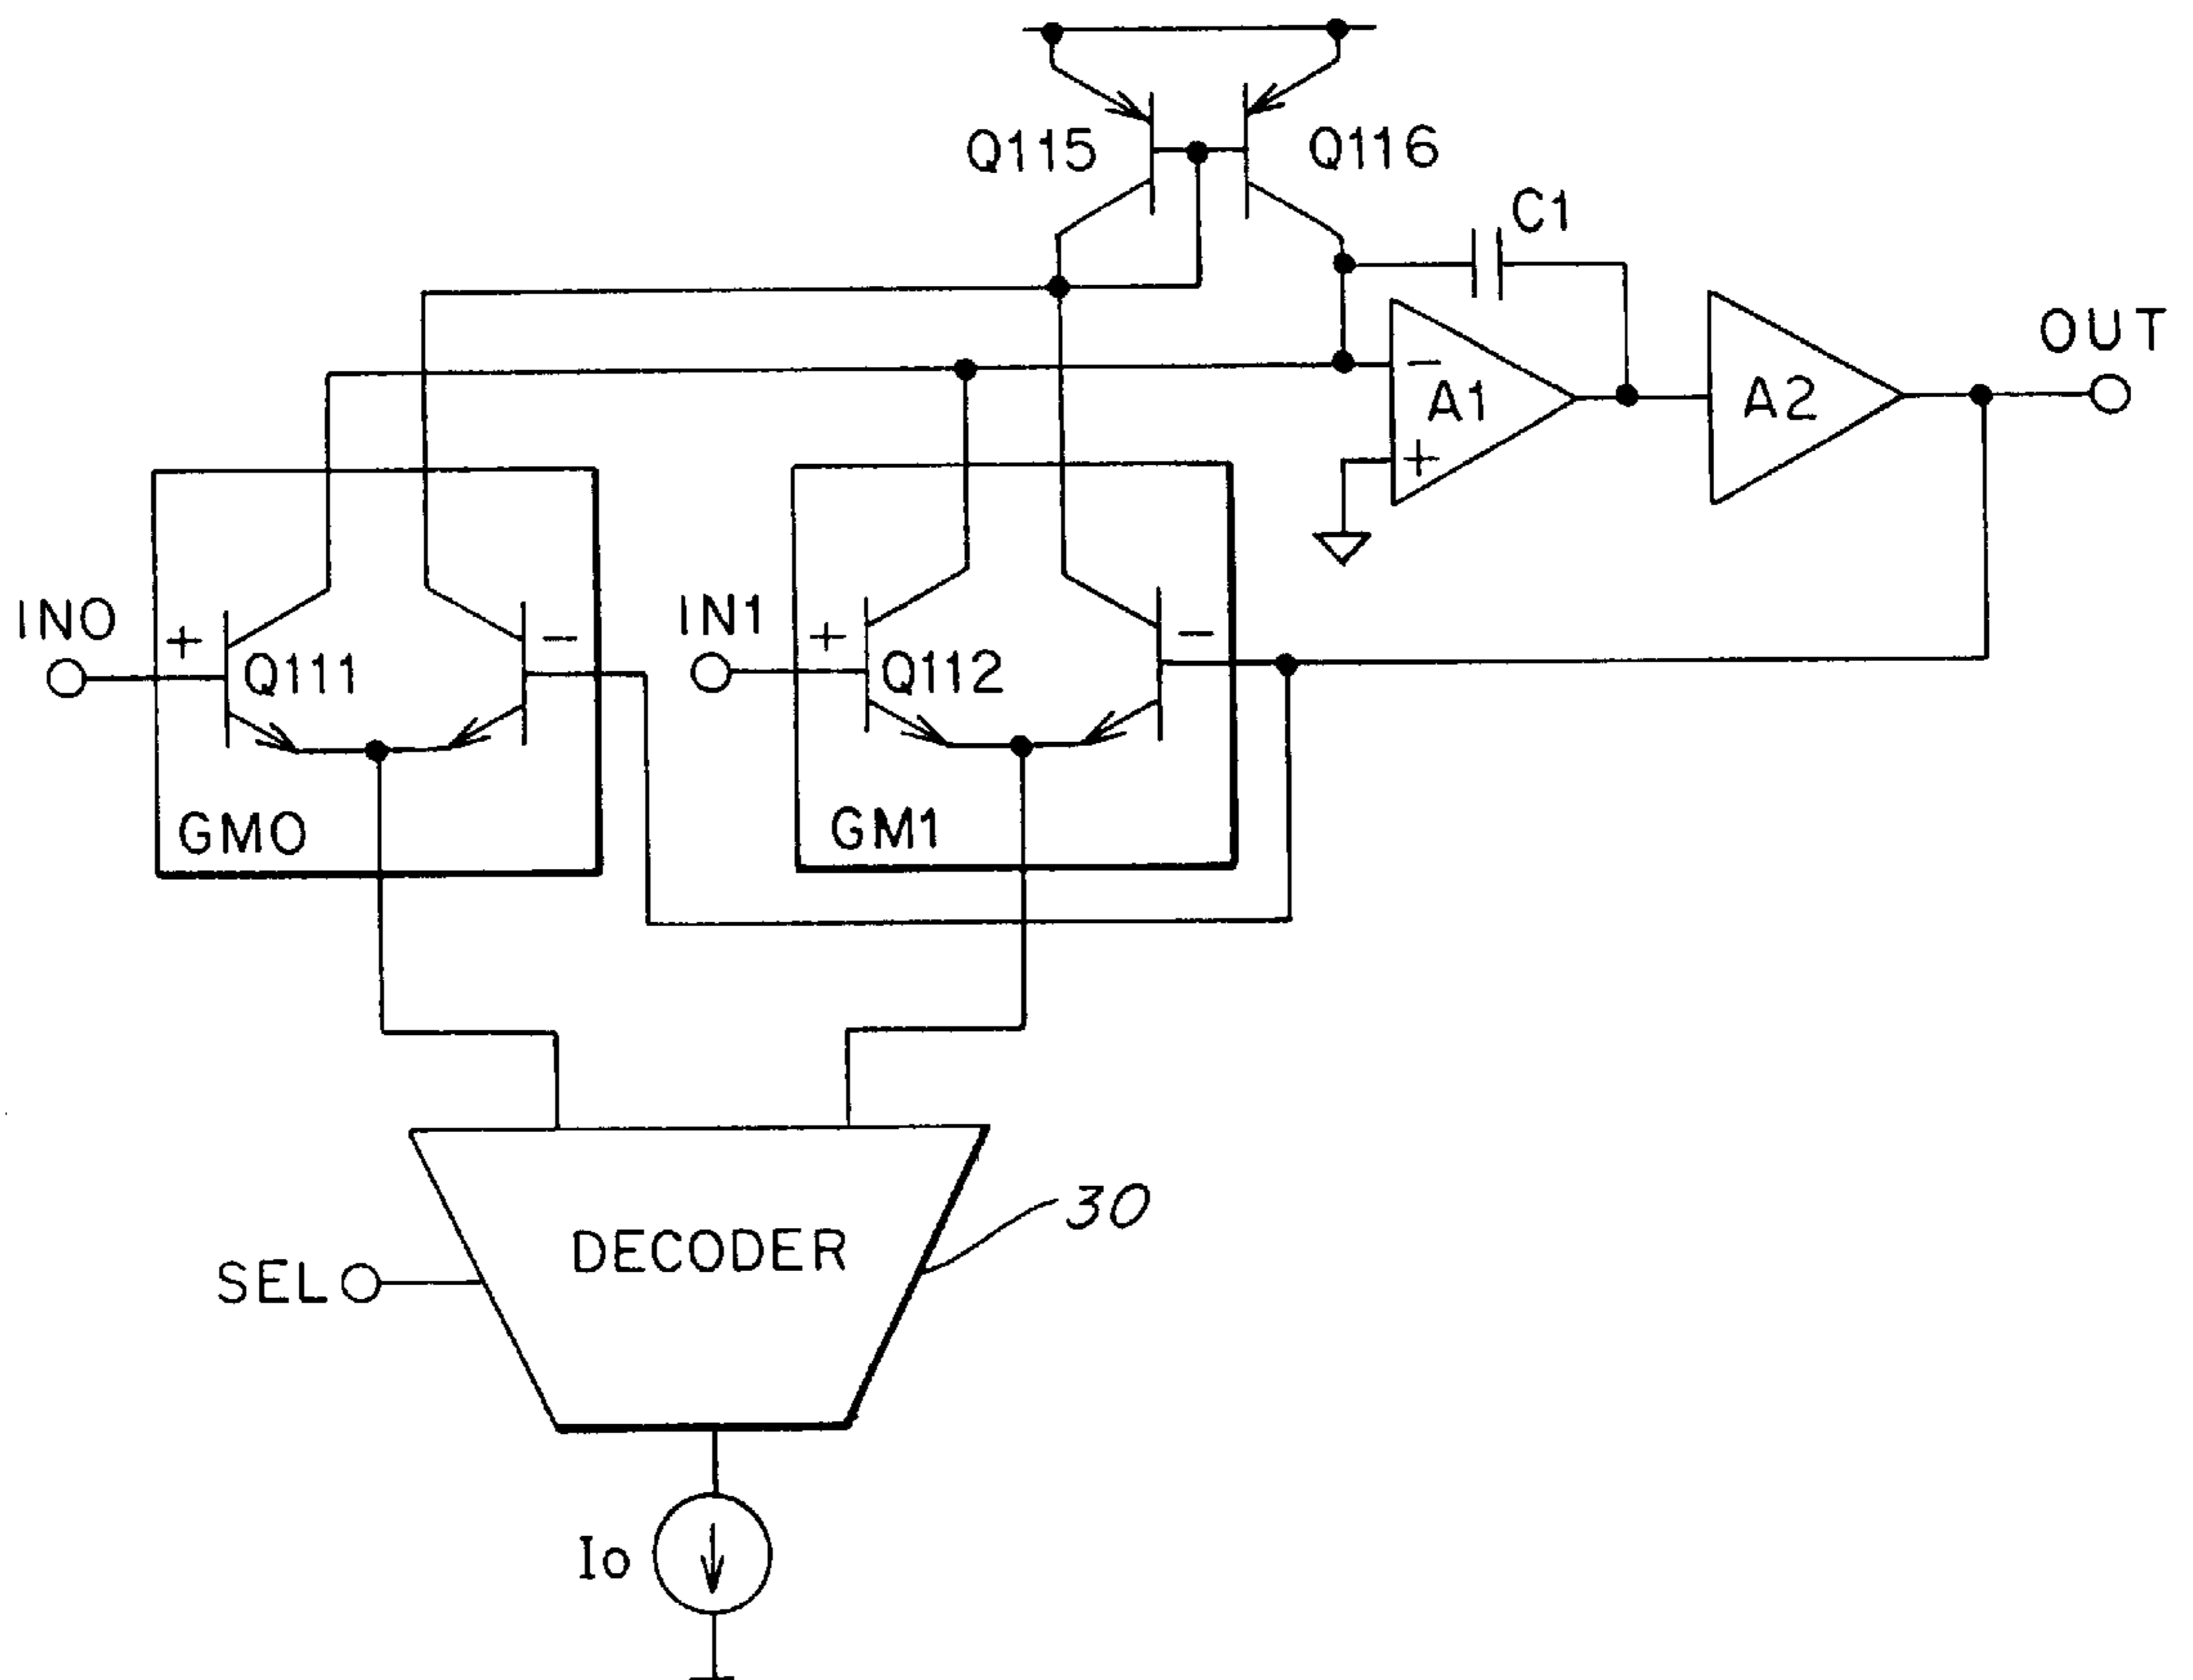 Q115
Q116
C1
OUT
-
A1
A2
+
IN0
+
Q111
-
IN1
+
Q112
-
GM0
GM1
30
DECODER
SEL
Io